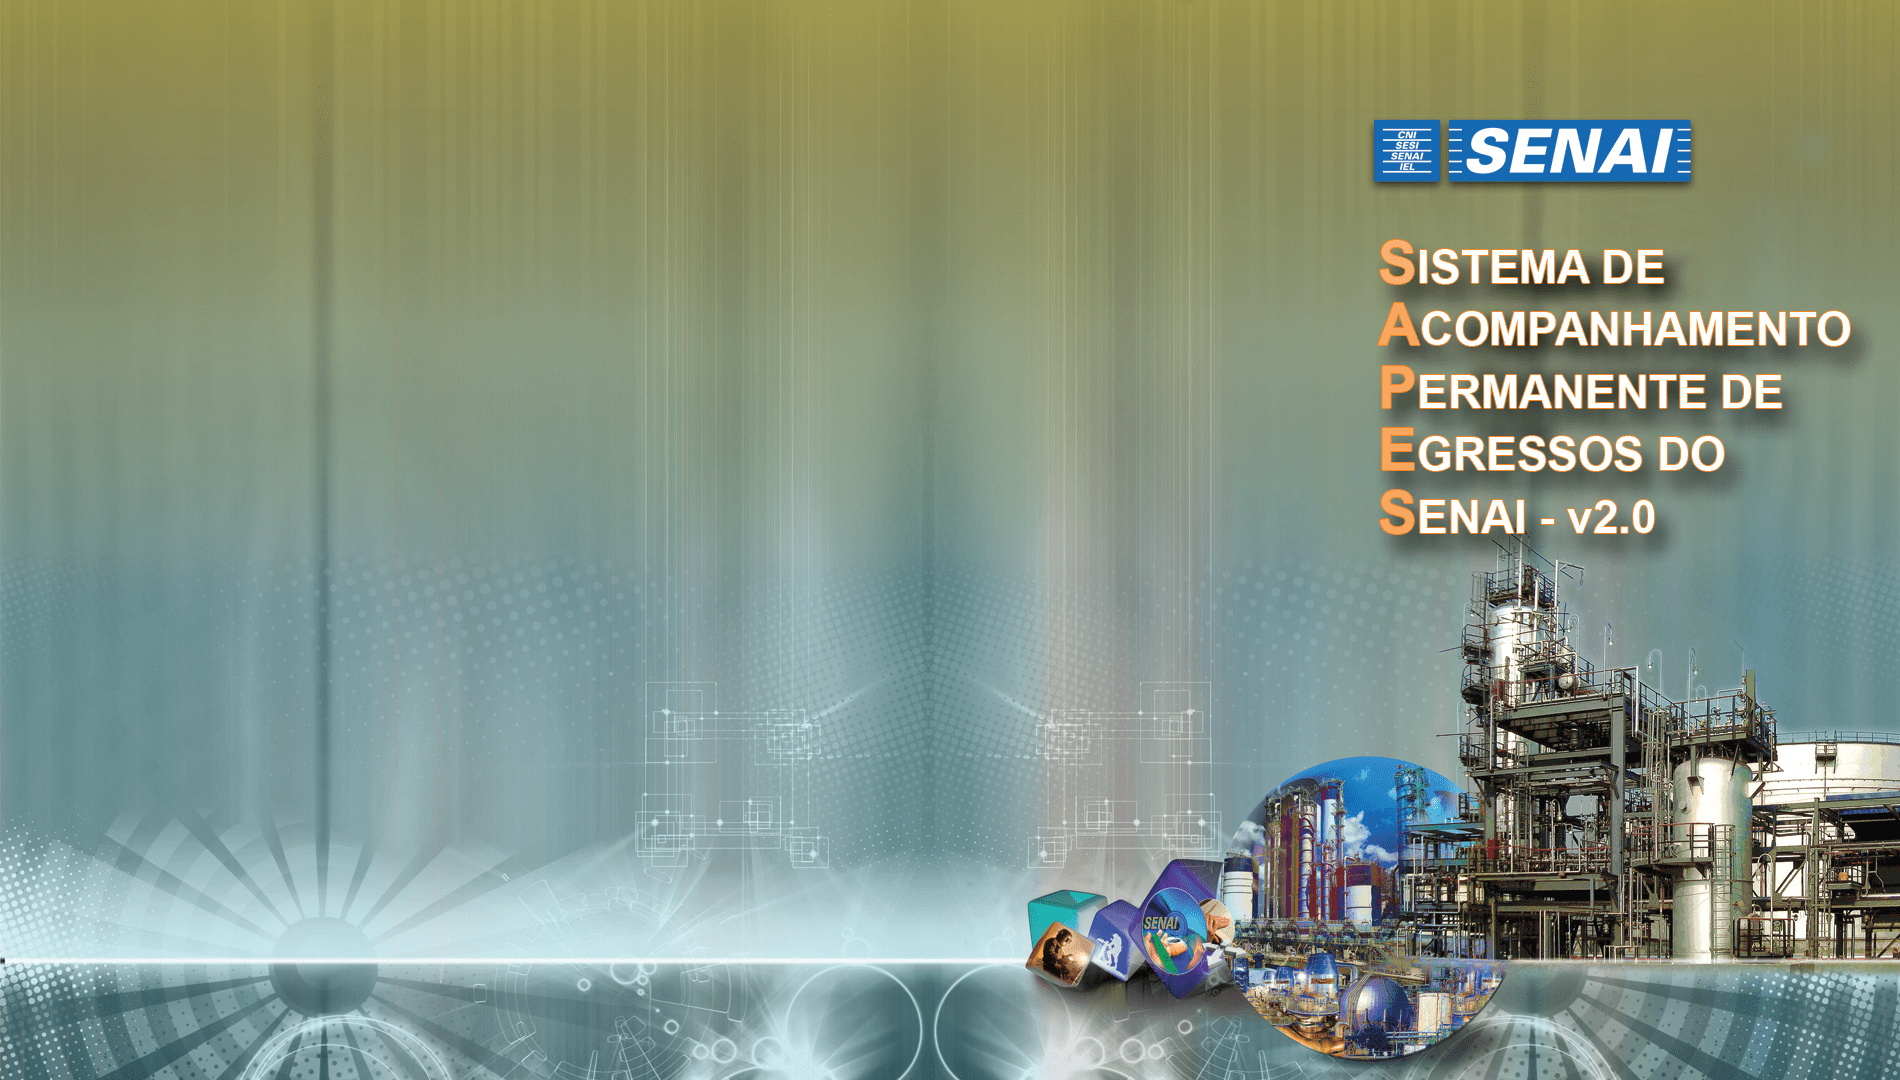 CNI
SESI
SENAI
IEL
SENAI
SISTEMA DE
ACOMPANHAMENTO
PERMANENTE DE
EGRESSOS DO
SENAI - v2.0
SENAI